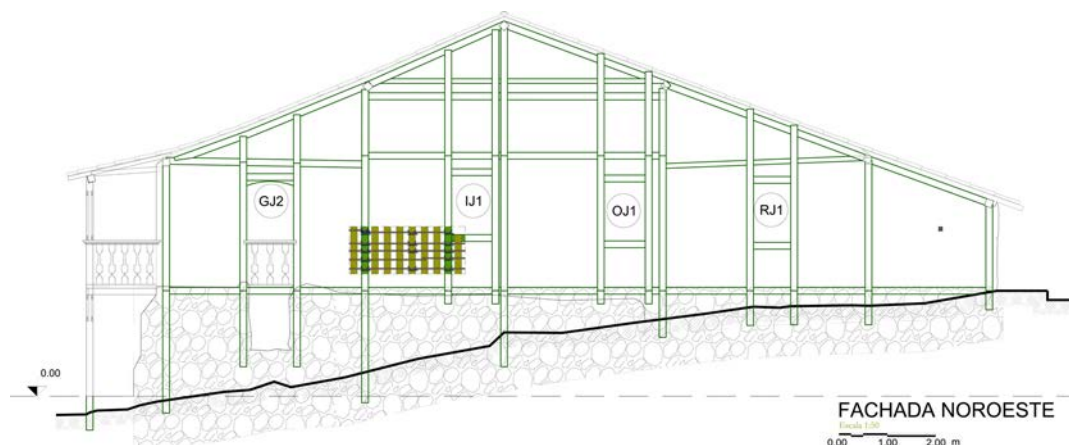 GJ2
IJ1
OJ1
RJ1
0.00
FACHADA NOROESTE
Escala 1:50
0.00 1.00 2.00 m